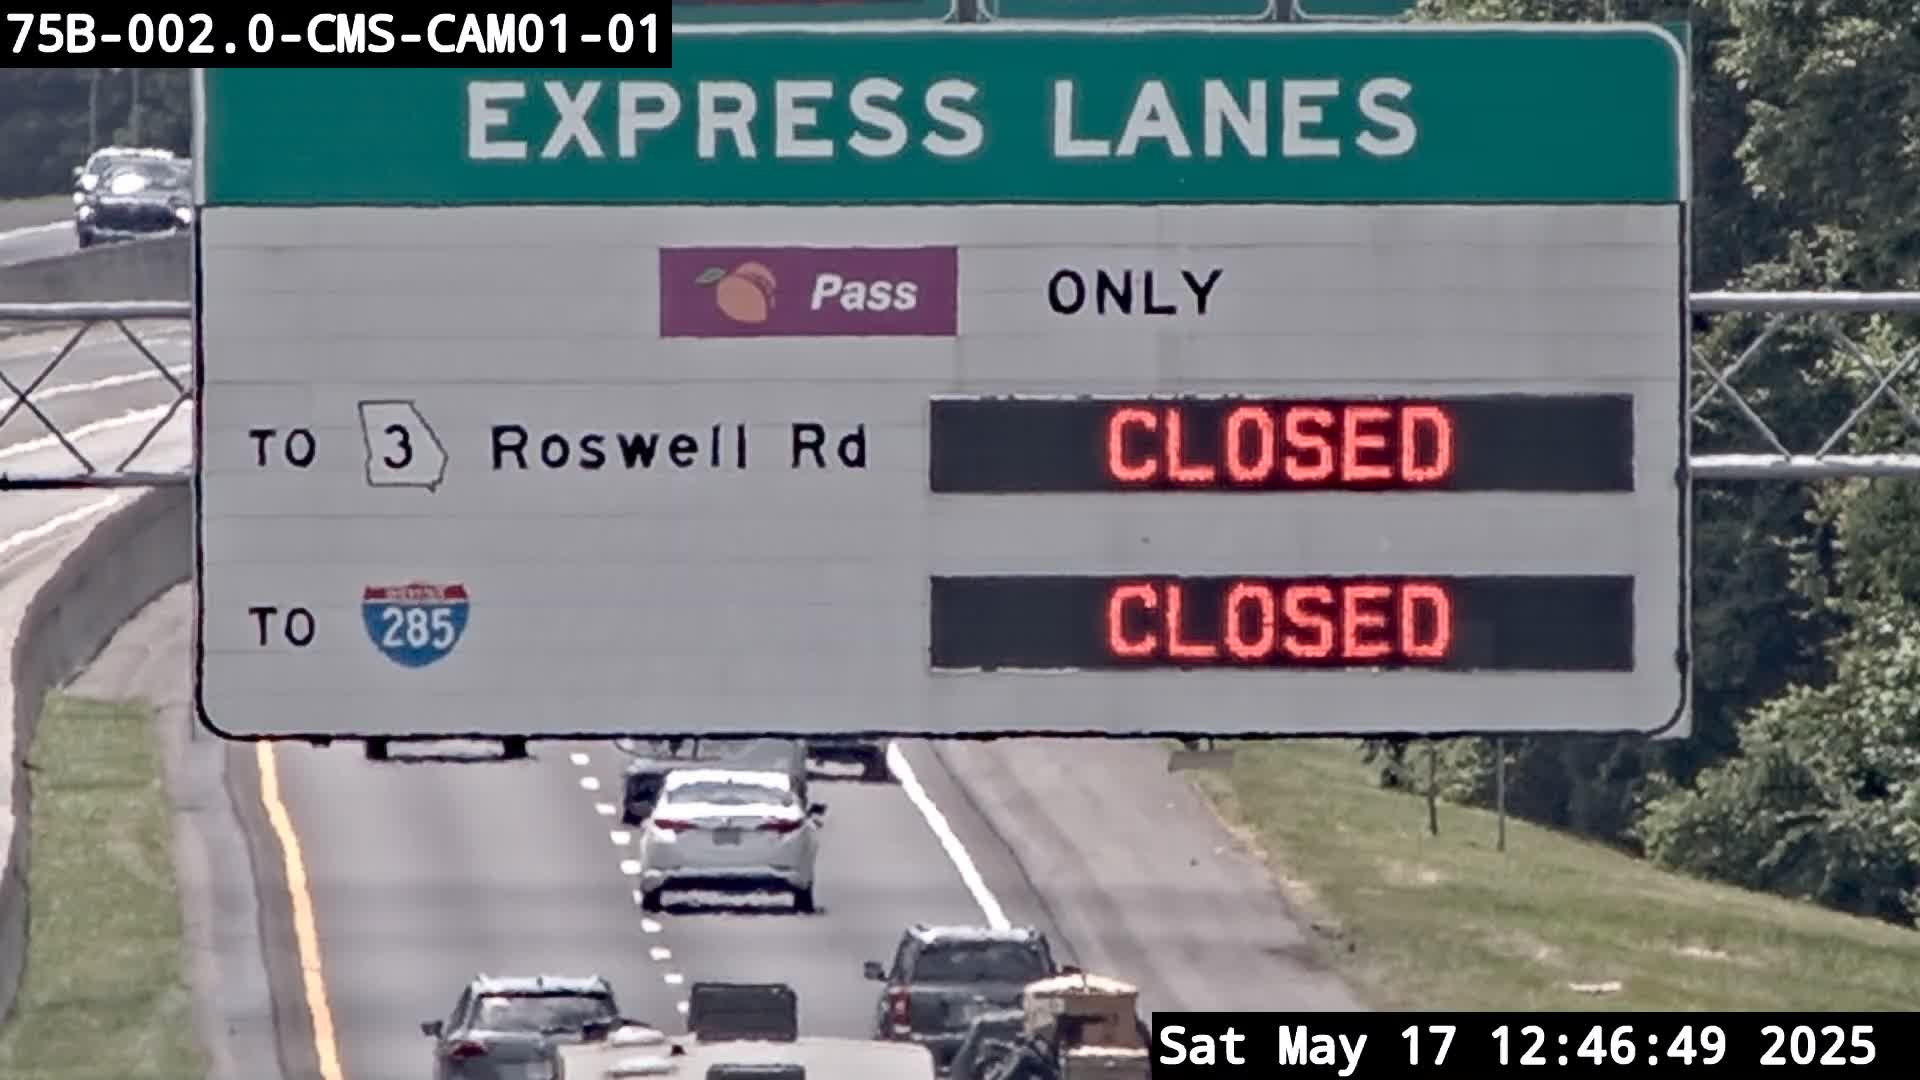 75B-002.0-CMS-CAM01-01
EXPRESS LANES
Pass ONLY
TO 3 Roswell Rd CLOSED
TO 285 CLOSED
Sat May 17 12:46:49 2025